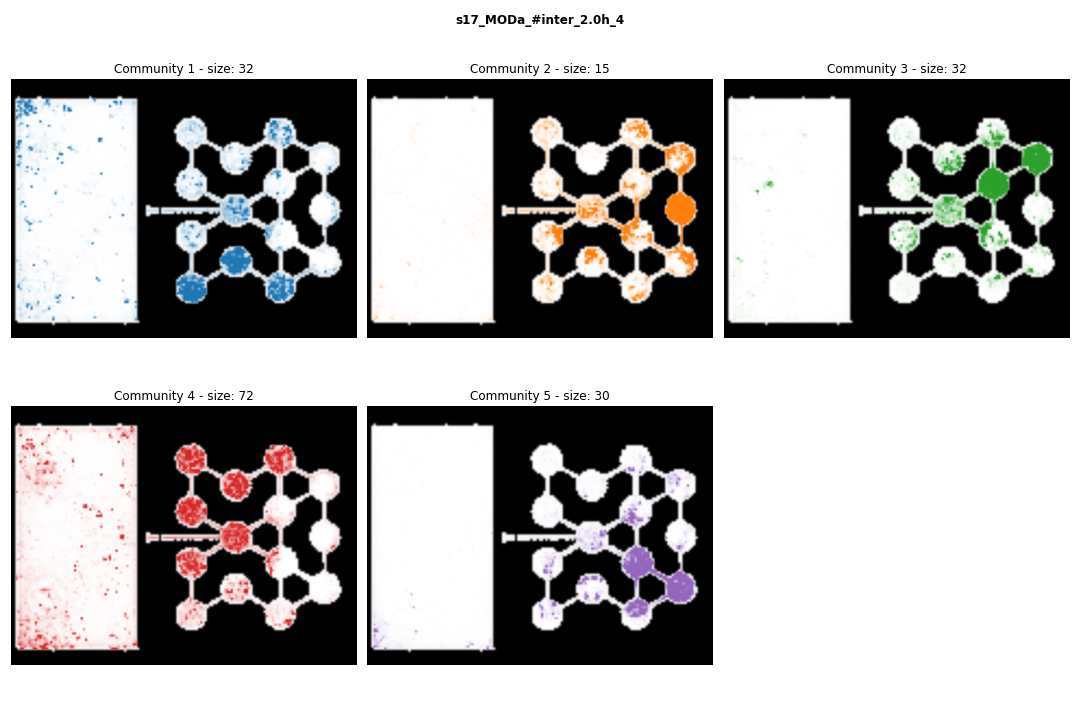 s17_MODa_#inter_2.0h_4
Community 1 - size: 32
Community 2 - size: 15
Community 3 - size: 32
Community 4 - size: 72
Community 5 - size: 30